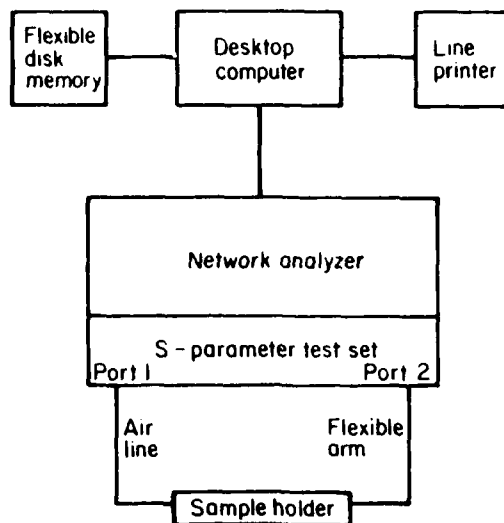 Flexible
disk
memory
Desktop
computer
Line
printer
Network analyzer
S-parameter test set
Port 1
Port 2
Air
line
Flexible
arm
Sample holder